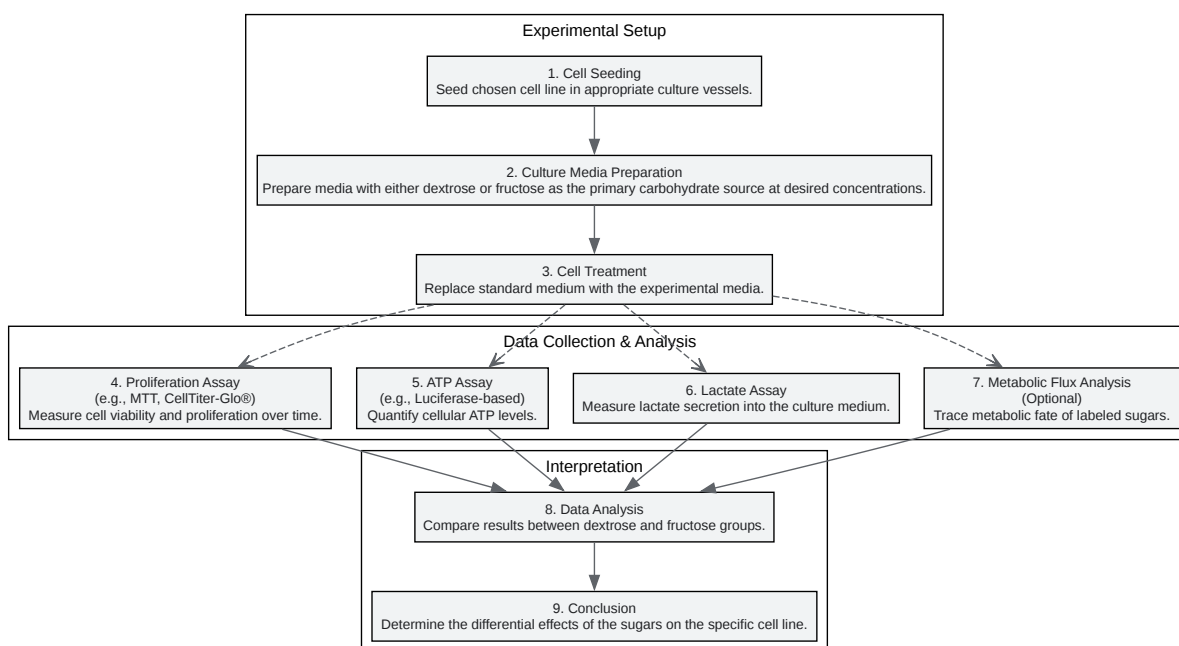 Experimental Setup
1. Cell Seeding
Seed chosen cell line in appropriate culture vessels.
2. Culture Media Preparation
Prepare media with either dextrose or fructose as the primary carbohydrate source at desired concentrations.
3. Cell Treatment
Replace standard medium with the experimental media.
Data Collection & Analysis
4. Proliferation Assay
(e.g., MTT, CellTiter-Glo®)
Measure cell viability and proliferation over time.
5. ATP Assay
(e.g., Luciferase-based)
Quantify cellular ATP levels.
6. Lactate Assay
Measure lactate secretion into the culture medium.
7. Metabolic Flux Analysis
(Optional)
Trace metabolic fate of labeled sugars.
Interpretation
8. Data Analysis
Compare results between dextrose and fructose groups.
9. Conclusion
Determine the differential effects of the sugars on the specific cell line.